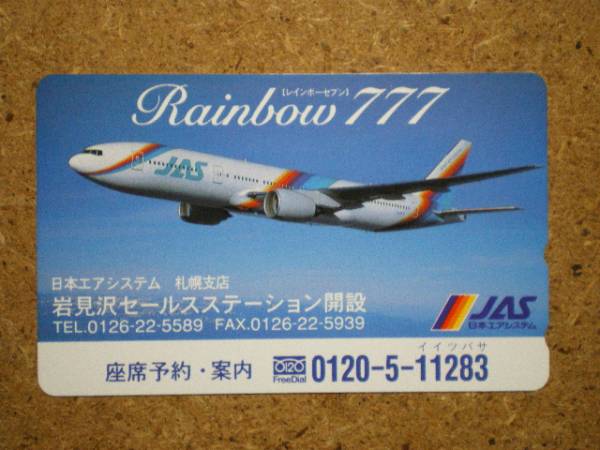 Rainbow 777
【レインボーセブン】
JAS
日本エアシステム 札幌支店
岩見沢セールスステーション開設
TEL.0126-22-5589 FAX.0126-22-5939
JAS
日本エアシステム
イイツバサ
座席予約・案内 0120 FreeDial 0120-5-11283